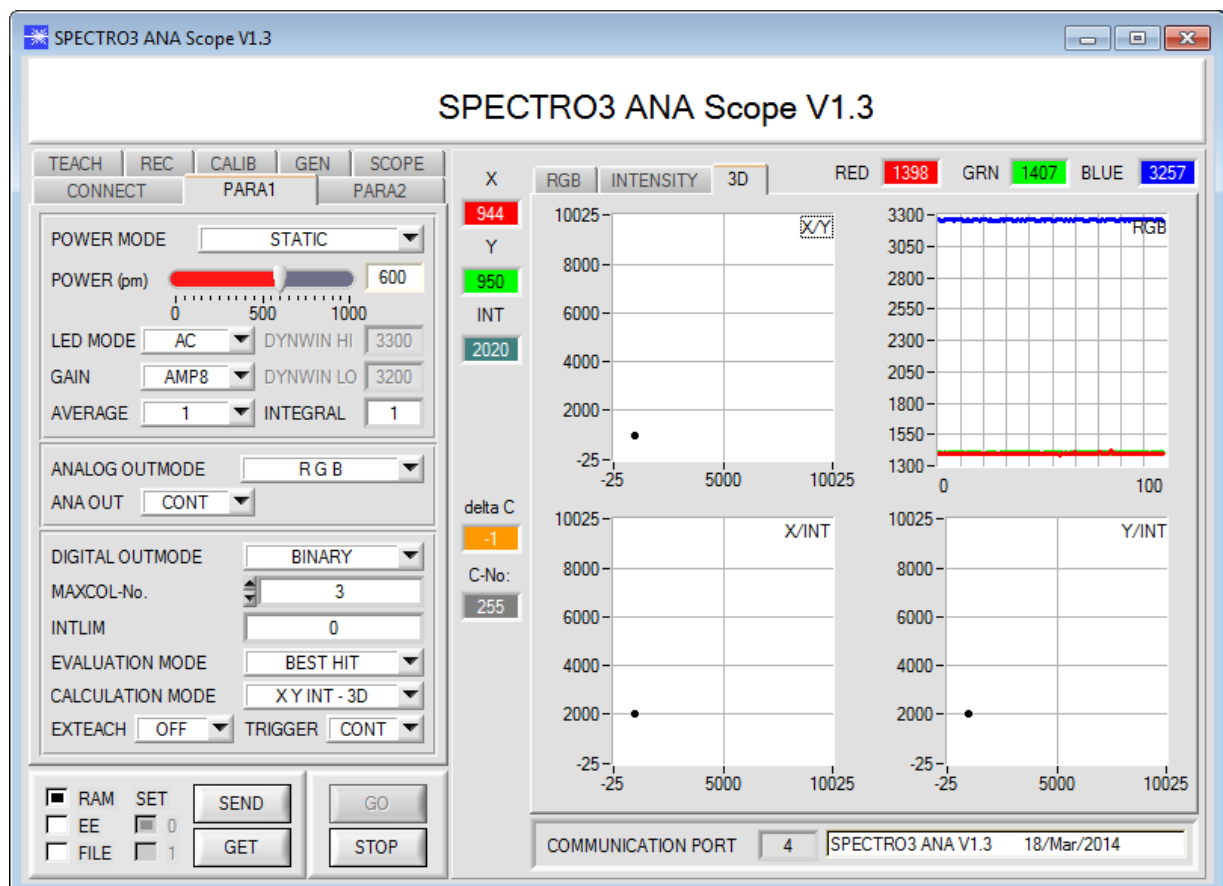 SPECTRO3 ANA Scope V1.3
SPECTRO3 ANA Scope V1.3
TEACH REC CALIB GEN SCOPE
CONNECT PARA1 PARA2
POWER MODE STATIC
POWER (pm) 600
0 500 1000
LED MODE AC DYNWIN HI 3300
GAIN AMP8 DYNWIN LO 3200
AVERAGE 1 INTEGRAL 1
ANALOG OUTMODE R G B
ANA OUT CONT
DIGITAL OUTMODE BINARY
MAXCOL-No. 3
INTLIM 0
EVALUATION MODE BEST HIT
CALCULATION MODE X Y INT - 3D
EXTEACH OFF TRIGGER CONT
RAM SET SEND GO
EE 0
FILE 1 GET STOP
X
944
Y
950
INT
2020
delta C
-1
C-No:
255
RGB INTENSITY 3D RED 1398 GRN 1407 BLUE 3257
X/Y
10025
8000
6000
4000
2000
-25
-25 5000 10025
RGB
3300
3050
2800
2550
2300
2050
1800
1550
1300
0 100
X/INT
10025
8000
6000
4000
2000
-25
-25 5000 10025
Y/INT
10025
8000
6000
4000
2000
-25
-25 5000 10025
COMMUNICATION PORT 4 SPECTRO3 ANA V1.3 18/Mar/2014